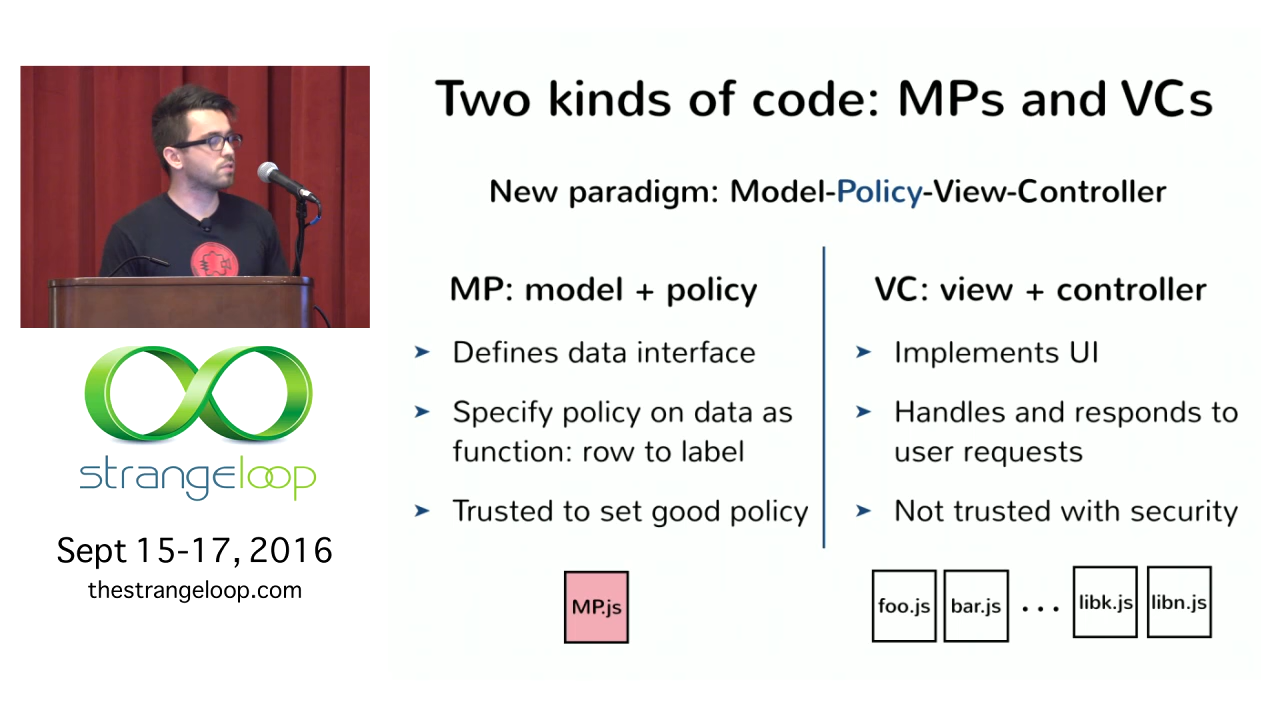 Two kinds of code: MPs and VCs
New paradigm: Model-Policy-View-Controller
MP: model + policy
➤ Defines data interface
➤ Specify policy on data as
function: row to label
➤ Trusted to set good policy
MP.js
VC: view + controller
➤ Implements UI
➤ Handles and responds to
user requests
➤ Not trusted with security
foo.js bar.js ... libk.js libn.js
strangeloop
Sept 15-17, 2016
thestrangeloop.com